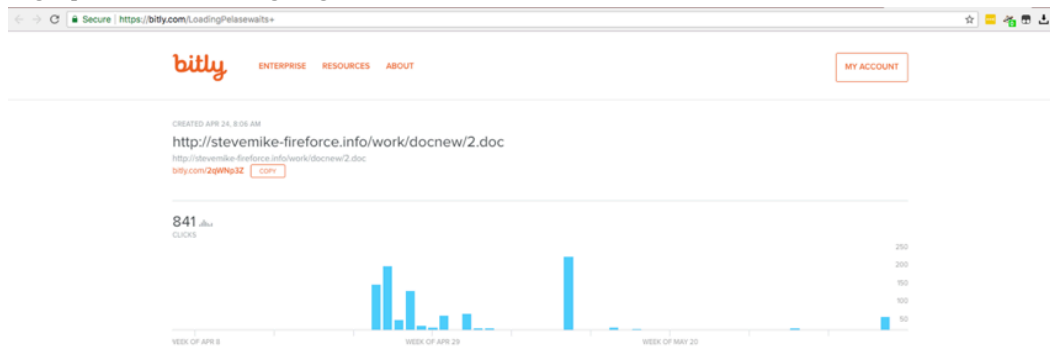 Secure | https://bitly.com/LoadingPelasewaits+
bitly ENTERPRISE RESOURCES ABOUT MY ACCOUNT
CREATED APR 24, 8:06 AM
http://stevemike-fireforce.info/work/docnew/2.doc
http://stevemike-fireforce.info/work/docnew/2.doc
bitly.com/2qWNp3Z COPY
841
CLICKS
250
200
150
100
50
WEEK OF APR 8 WEEK OF APR 29 WEEK OF MAY 20